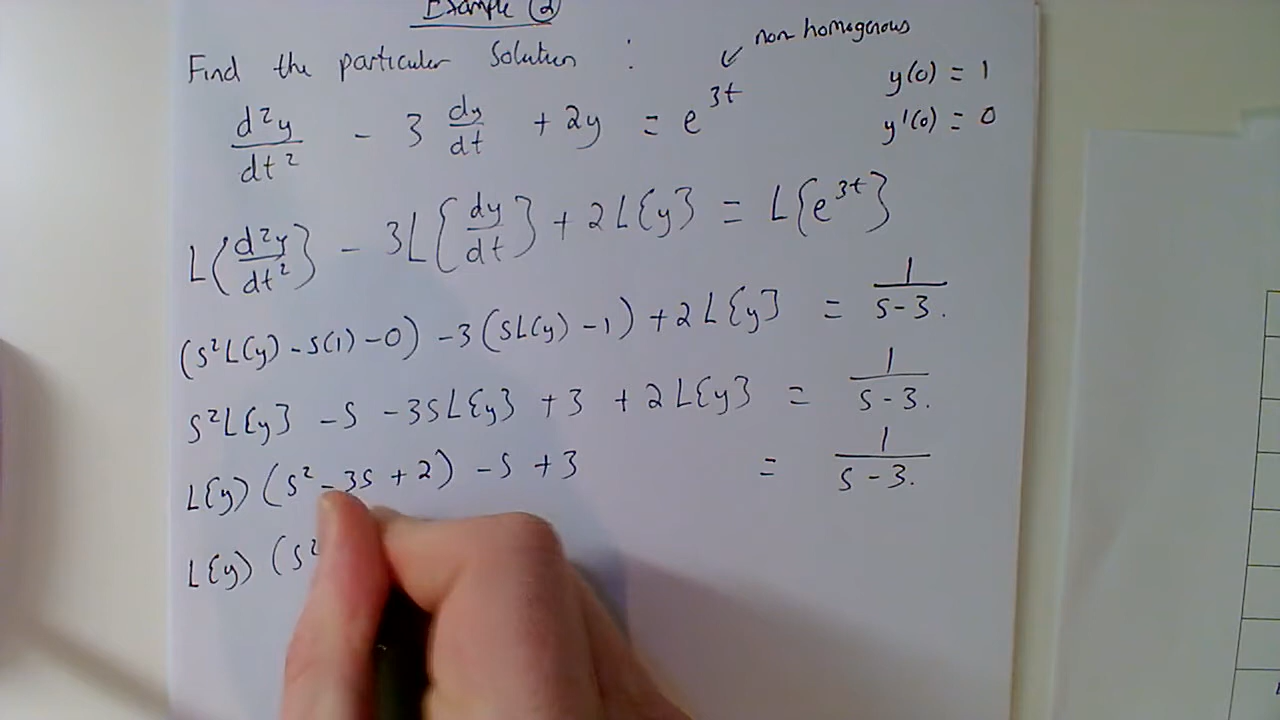 Example (2)
non homogenous
Find the particular Solution :
y(0) = 1
d²y/dt² - 3 dy/dt + 2y = e^3t
y'(0) = 0
L{d²y/dt²} - 3L{dy/dt} + 2L{y} = L{e^3t}
(s²L(y) - s(1) - 0) - 3(sL(y) - 1) + 2L{y} = 1/(s-3).
s²L{y} - s - 3sL{y} + 3 + 2L{y} = 1/(s-3).
L{y) (s² - 3s + 2) - s + 3 = 1/(s-3).
L{y) (s²